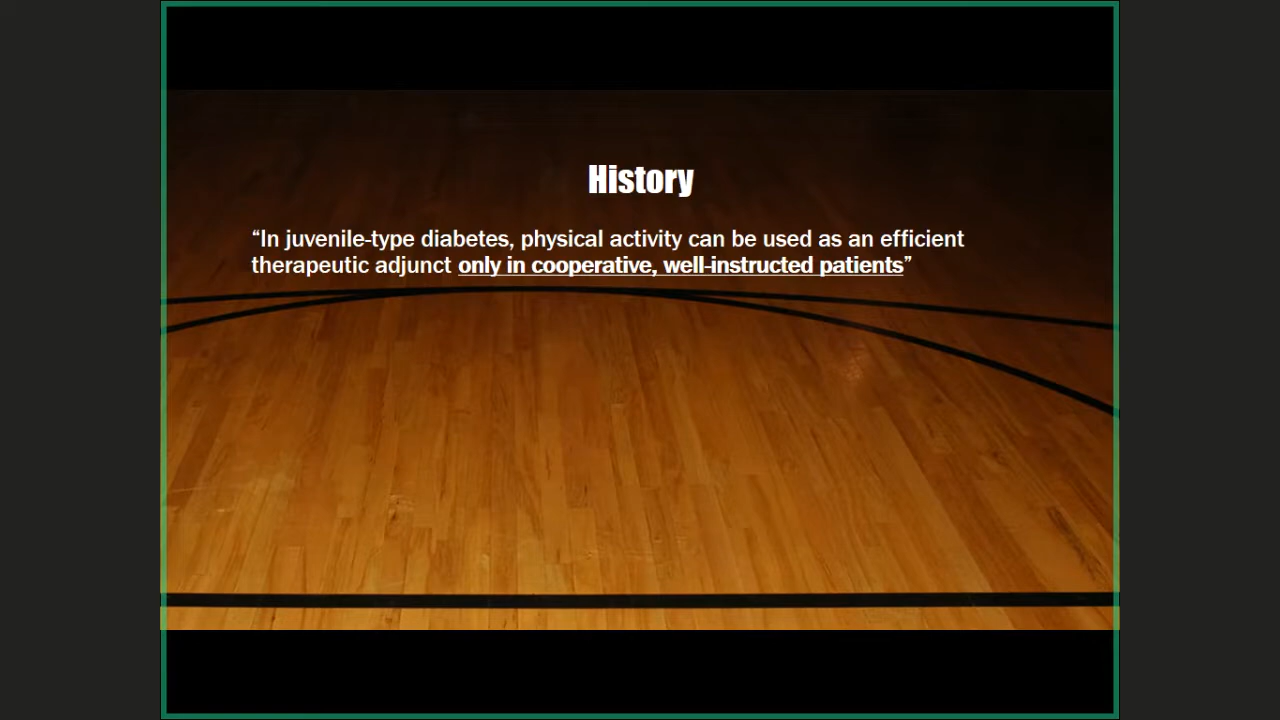 History
“In juvenile-type diabetes, physical activity can be used as an efficient
therapeutic adjunct only in cooperative, well-instructed patients”